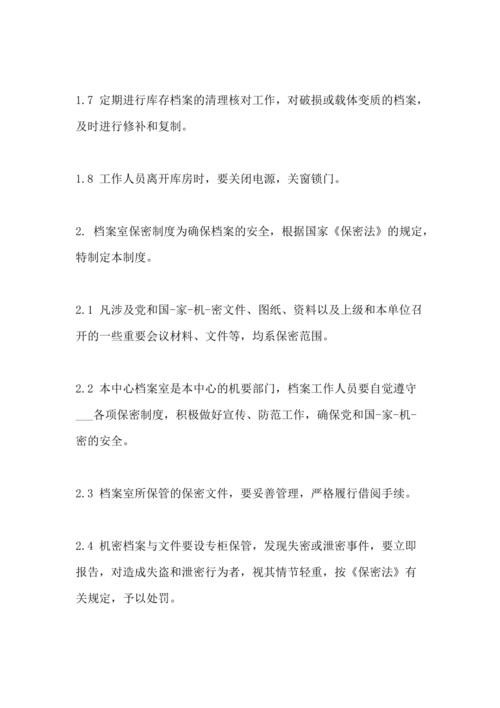 1.7 定期进行库存档案的清理核对工作，对破损或载体变质的档案，
及时进行修补和复制。
1.8 工作人员离开库房时，要关闭电源，关窗锁门。
2. 档案室保密制度为确保档案的安全，根据国家《保密法》的规定，
特制定本制度。
2.1 凡涉及党和国-家-机-密文件、图纸、资料以及上级和本单位召
开的一些重要会议材料、文件等，均系保密范围。
2.2 本中心档案室是本中心的机要部门，档案工作人员要自觉遵守
___各项保密制度，积极做好宣传、防范工作，确保党和国-家-机-
密的安全。
2.3 档案室所保管的保密文件，要妥善管理，严格履行借阅手续。
2.4 机密档案与文件要设专柜保管，发现失密或泄密事件，要立即
报告，对造成失盗和泄密行为者，视其情节轻重，按《保密法》有
关规定，予以处罚。